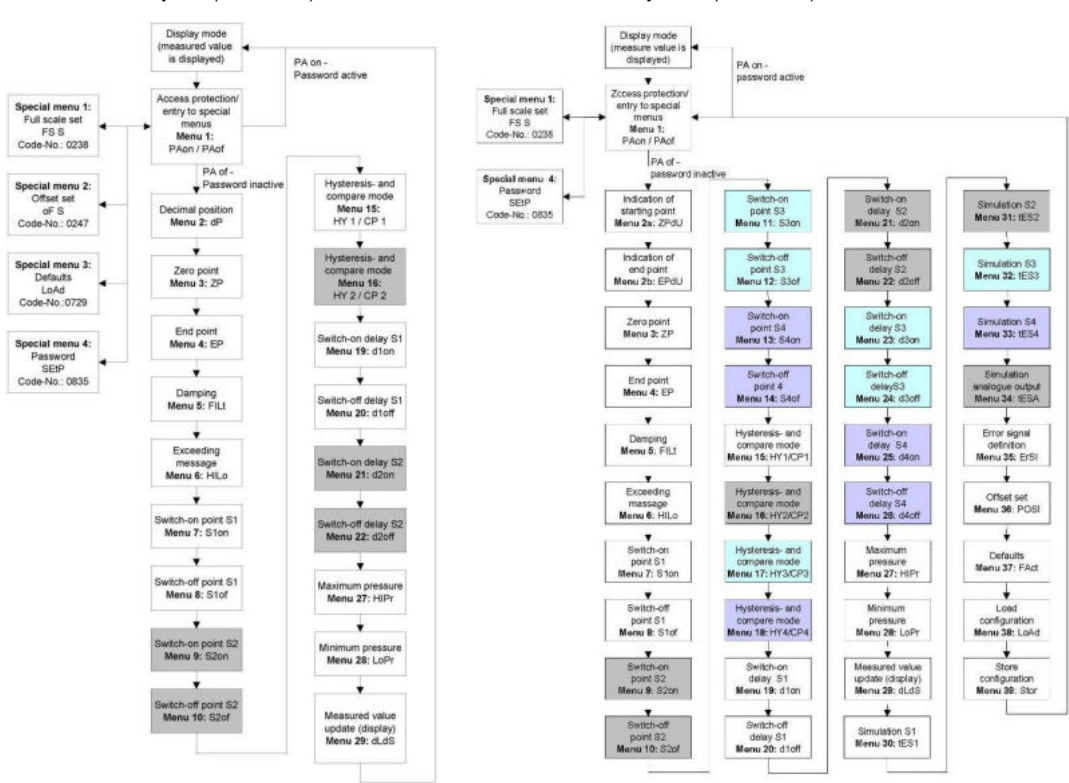 Display mode
(measured value
is displayed)
PA on -
Password active
Special menu 1:
Full scale set
FS S
Code-No.: 0238
Access protection/
entry to special
menus
Menu 1:
PAon / PAof
PA of -
Password inactive
Special menu 2:
Offset set
oF S
Code-No.: 0247
Special menu 3:
Defaults
LoAd
Code-No.:0729
Special menu 4:
Password
SEtP
Code-No.: 0835
Decimal position
Menu 2: dP
Zero point
Menu 3: ZP
End point
Menu 4: EP
Damping
Menu 5: FILt
Exceeding
message
Menu 6: HILo
Switch-on point S1
Menu 7: S1on
Switch-off point S1
Menu 8: S1of
Switch-on point S2
Menu 9: S2on
Switch-off point S2
Menu 10: S2of
Hysteresis- and
compare mode
Menu 15:
HY 1 / CP 1
Hysteresis- and
compare mode
Menu 16:
HY 2 / CP 2
Switch-on delay S1
Menu 19: d1on
Switch-off delay S1
Menu 20: d1off
Switch-on delay S2
Menu 21: d2on
Switch-off delay S2
Menu 22: d2off
Maximum pressure
Menu 27: HIPr
Minimum pressure
Menu 28: LoPr
Measured value
update (display)
Menu 29: dLdS
Display mode
(measure value is
displayed)
PA on -
password active
Special menu 1:
Full scale set
FS S
Code-No.: 0238
Zccess protection/
entry to special
menus
Menu 1:
PAon / PAof
PA of -
password inactive
Special menu 4:
Password
SEtP
Code-No.: 0835
Indication of
starting point
Menu 2a: ZPdU
Indication of
end point
Menu 2b: EPdU
Zero point
Menu 3: ZP
End point
Menu 4: EP
Damping
Menu 5: FILt
Exceeding
massage
Menu 6: HILo
Switch-on
point S1
Menu 7: S1on
Switch-off
point S1
Menu 8: S1of
Switch-on
point S2
Menu 9: S2on
Switch-off
point S2
Menu 10: S2of
Switch-on
point S3
Menu 11: S3on
Switch-off
point S3
Menu 12: S3of
Switch-on
point S4
Menu 13: S4on
Switch-off
point 4
Menu 14: S4of
Hysteresis- and
compare mode
Menu 15: HY1/CP1
Hysteresis- and
compare mode
Menu 16: HY2/CP2
Hysteresis- and
compare mode
Menu 17: HY3/CP3
Hysteresis- and
compare mode
Menu 18: HY4/CP4
Switch-on
delay S1
Menu 19: d1on
Switch-off
delay S1
Menu 20: d1off
Switch-on
delay S2
Menu 21: d2on
Switch-off
delay S2
Menu 22: d2off
Switch-on
delay S3
Menu 23: d3on
Switch-off
delayS3
Menu 24: d3off
Switch-on
delay S4
Menu 25: d4on
Switch-off
delay S4
Menu 26: d4off
Maximum
pressure
Menu 27: HIPr
Minimum
pressure
Menu 28: LoPr
Measured value
update (display)
Menu 29: dLdS
Simulation S1
Menu 30: tES1
Simulation S2
Menu 31: tES2
Simulation S3
Menu 32: tES3
Simulation S4
Menu 33: tES4
Simulation
analogue output
Menu 34: tESA
Error signal
definition
Menu 35: ErSI
Offset set
Menu 36: POSI
Defaults
Menu 37: FAct
Load
configuration
Menu 38: LoAd
Store
configuration
Menu 39: Stor